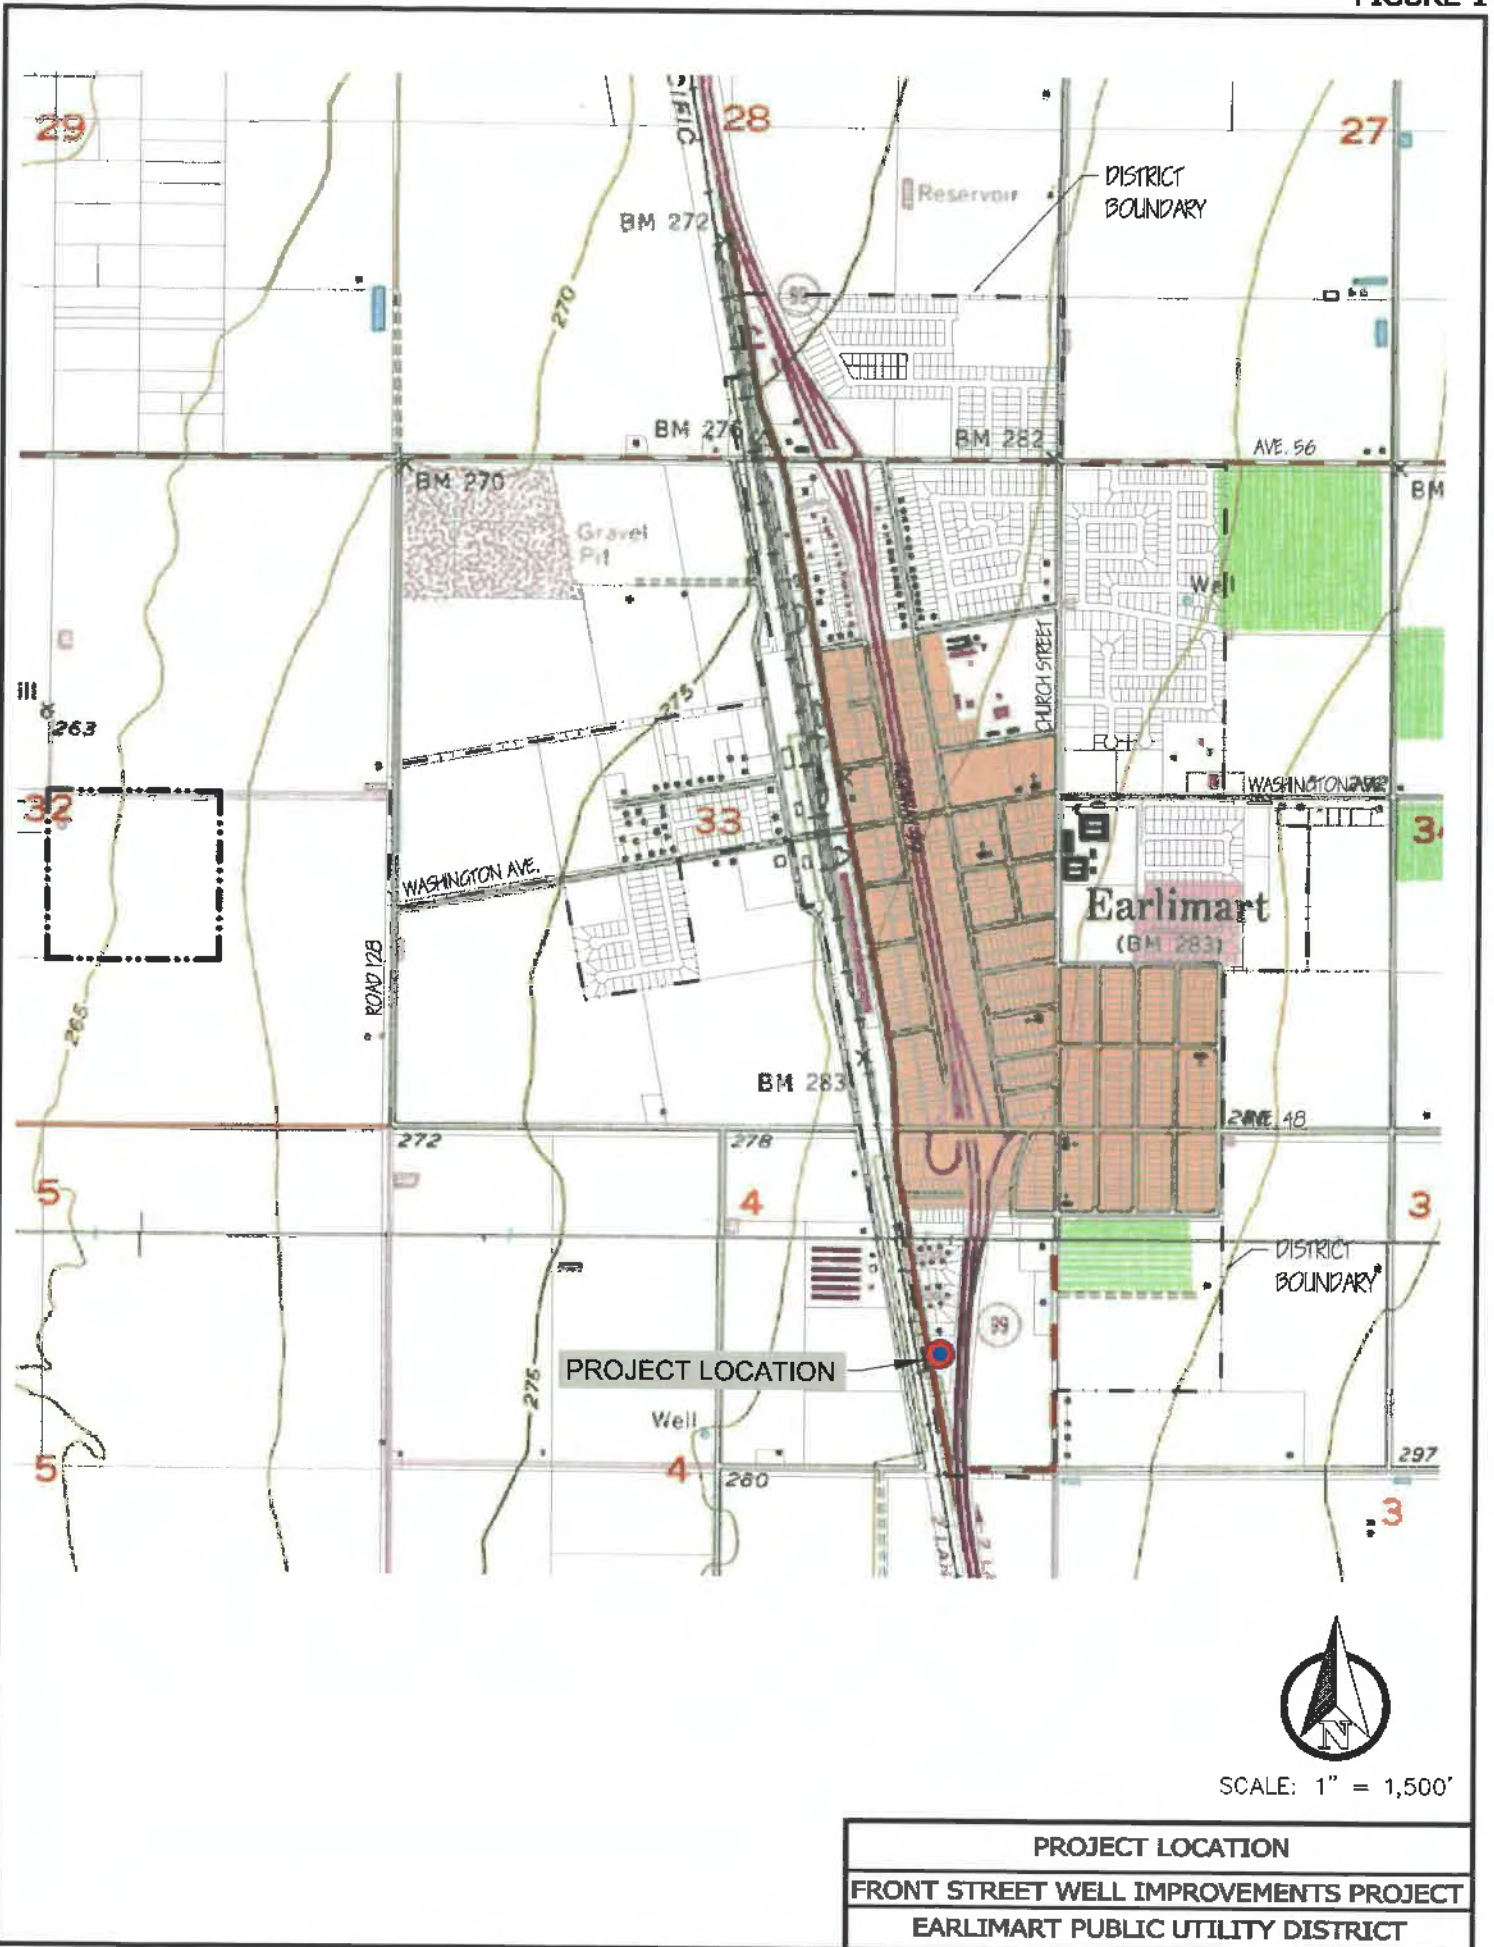 FIGURE 1
29
28
27
DISTRICT
BOUNDARY
Reservoir
BM 272
99
270
BM 276
BM 282
AVE. 56
BM 270
BM
Gravel
Pit
Well
CHURCH STREET
275
263
WASHINGTON AVE
32
33
WASHINGTON AVE.
Earlimart
(BM 283)
ROAD 128
265
BM 283
AVE. 48
272
278
5
4
3
DISTRICT
BOUNDARY
99
PROJECT LOCATION
275
Well
5
4
280
297
3
N
SCALE: 1" = 1,500'
PROJECT LOCATION
FRONT STREET WELL IMPROVEMENTS PROJECT
EARLIMART PUBLIC UTILITY DISTRICT